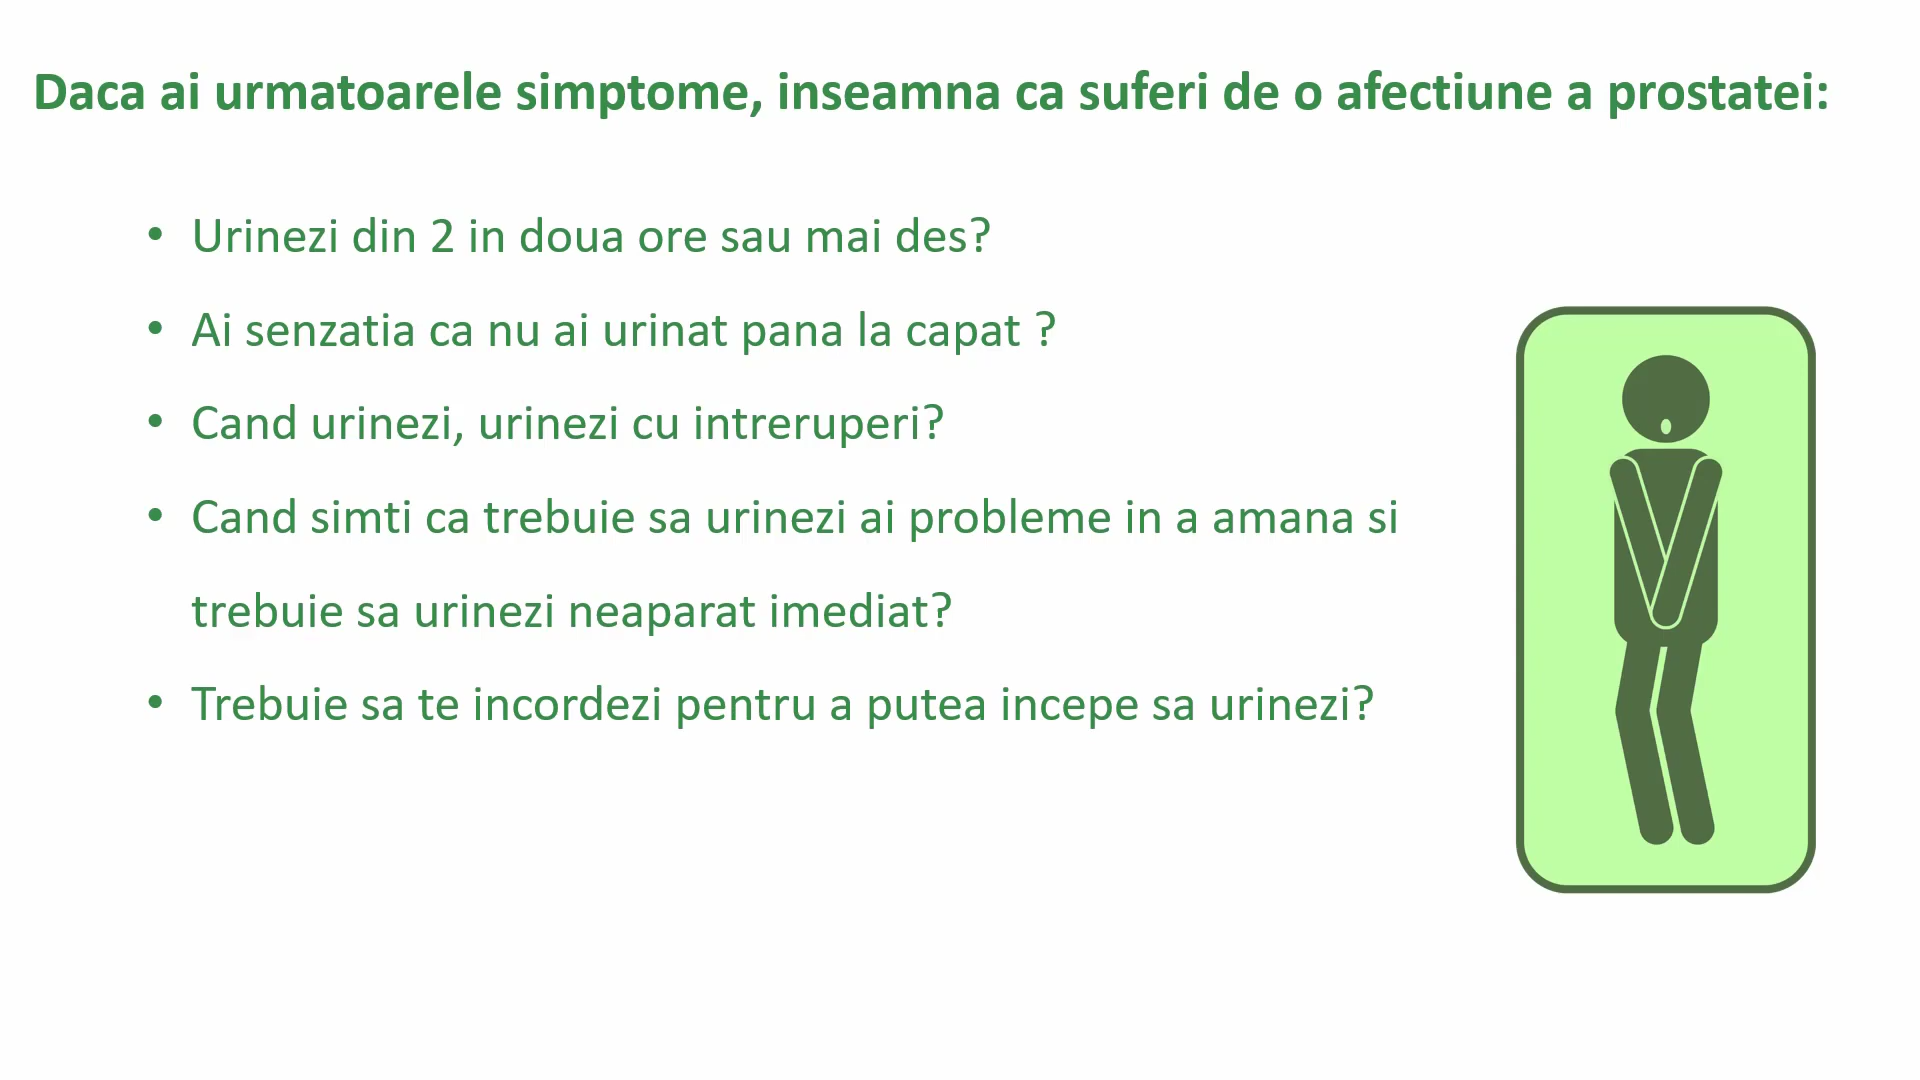 Daca ai urmatoarele simptome, inseamna ca suferi de o afectiune a prostatei:
• Urinezi din 2 in doua ore sau mai des?
• Ai senzatia ca nu ai urinat pana la capat ?
• Cand urinezi, urinezi cu intreruperi?
• Cand simti ca trebuie sa urinezi ai probleme in a amana si
trebuie sa urinezi neaparat imediat?
• Trebuie sa te incordezi pentru a putea incepe sa urinezi?